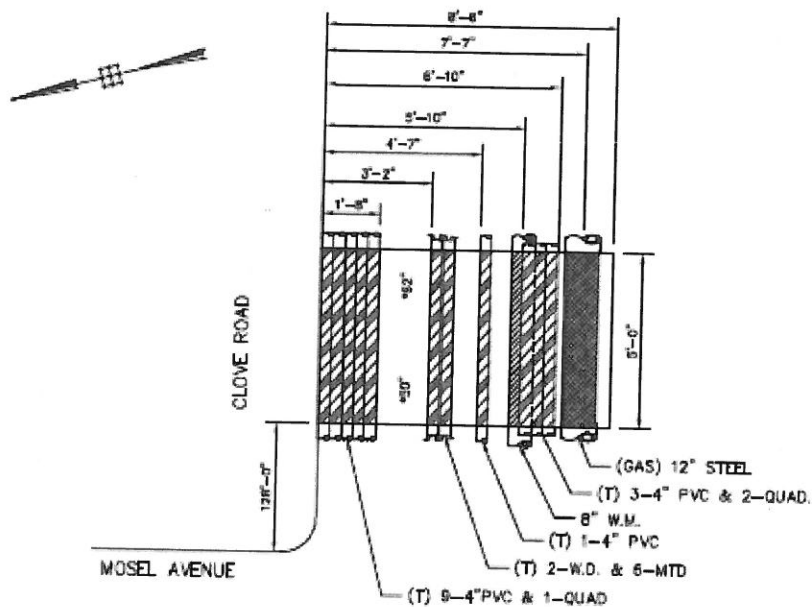 8'-6"
7'-7"
6'-10"
5'-10"
4'-7"
3'-2"
1'-8"
CLOVE ROAD
5'-0"
128'-0"
(GAS) 12" STEEL
(T) 3-4" PVC & 2-QUAD.
8" W.M.
(T) 1-4" PVC
(T) 2-W.D. & 6-MTD
(T) 9-4"PVC & 1-QUAD
MOSEL AVENUE